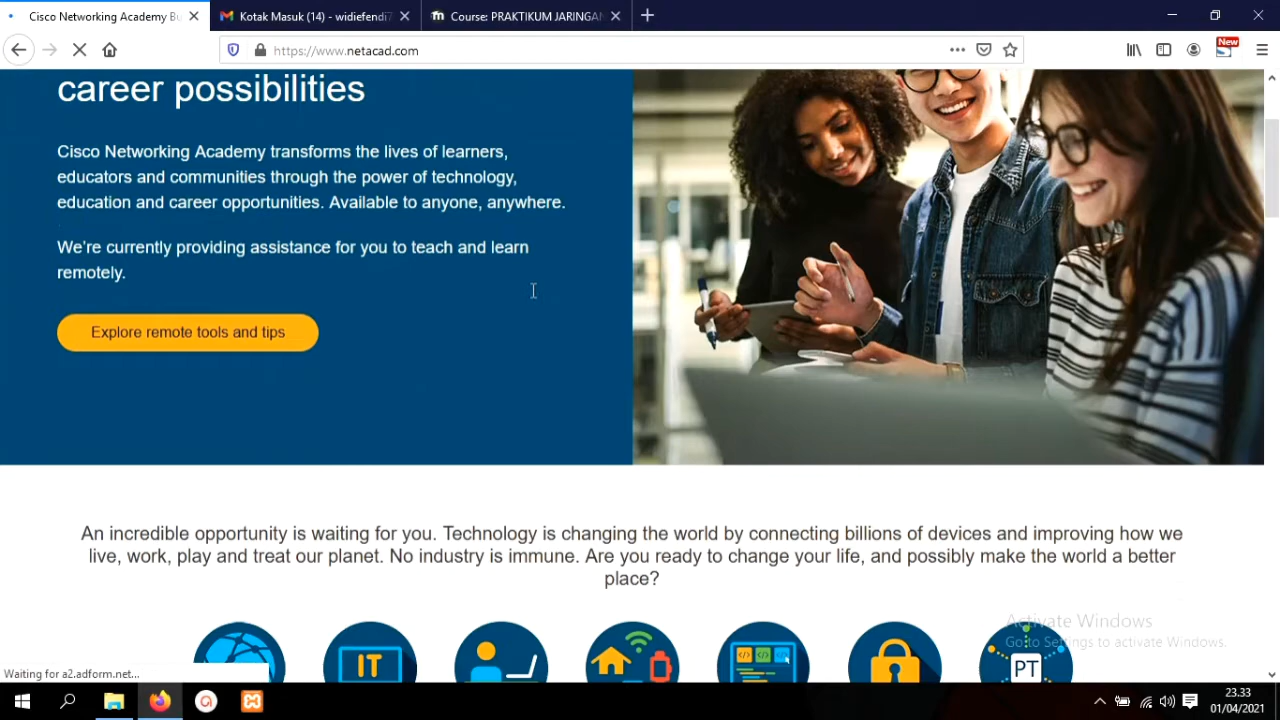 Cisco Networking Academy Bu
Kotak Masuk (14) - widiefendi7
Course: PRAKTIKUM JARINGAN
https://www.netacad.com
New
career possibilities
Cisco Networking Academy transforms the lives of learners,
educators and communities through the power of technology,
education and career opportunities. Available to anyone, anywhere.
We're currently providing assistance for you to teach and learn
remotely.
Explore remote tools and tips
An incredible opportunity is waiting for you. Technology is changing the world by connecting billions of devices and improving how we
live, work, play and treat our planet. No industry is immune. Are you ready to change your life, and possibly make the world a better
place?
Activate Windows
Go to Settings to activate Windows.
IT
PT
Waiting for a2.adform.net...
23.33
01/04/2021